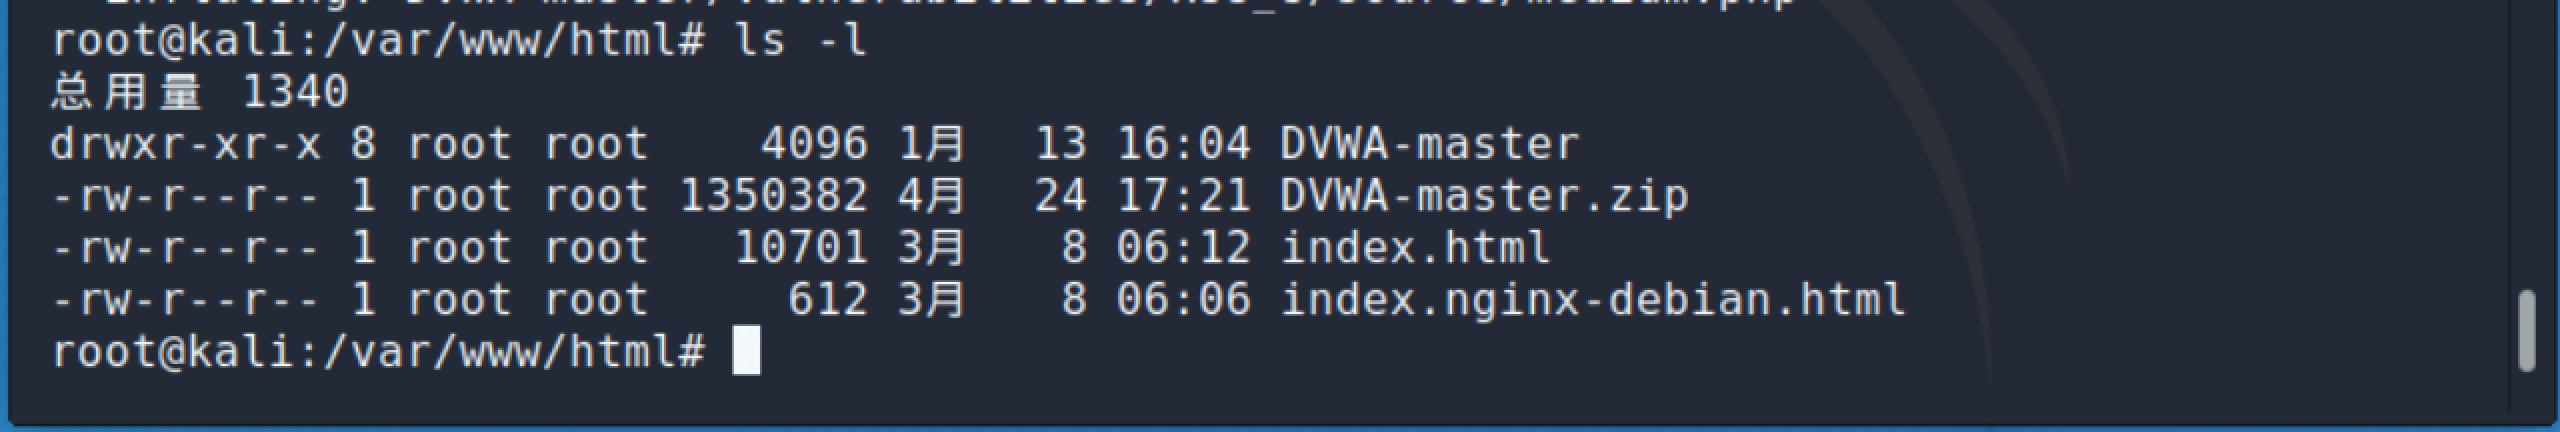 root@kali:/var/www/html# ls -l
总用量 1340
drwxr-xr-x 8 root root    4096 1月  13 16:04 DVWA-master
-rw-r--r-- 1 root root 1350382 4月  24 17:21 DVWA-master.zip
-rw-r--r-- 1 root root   10701 3月   8 06:12 index.html
-rw-r--r-- 1 root root     612 3月   8 06:06 index.nginx-debian.html
root@kali:/var/www/html#